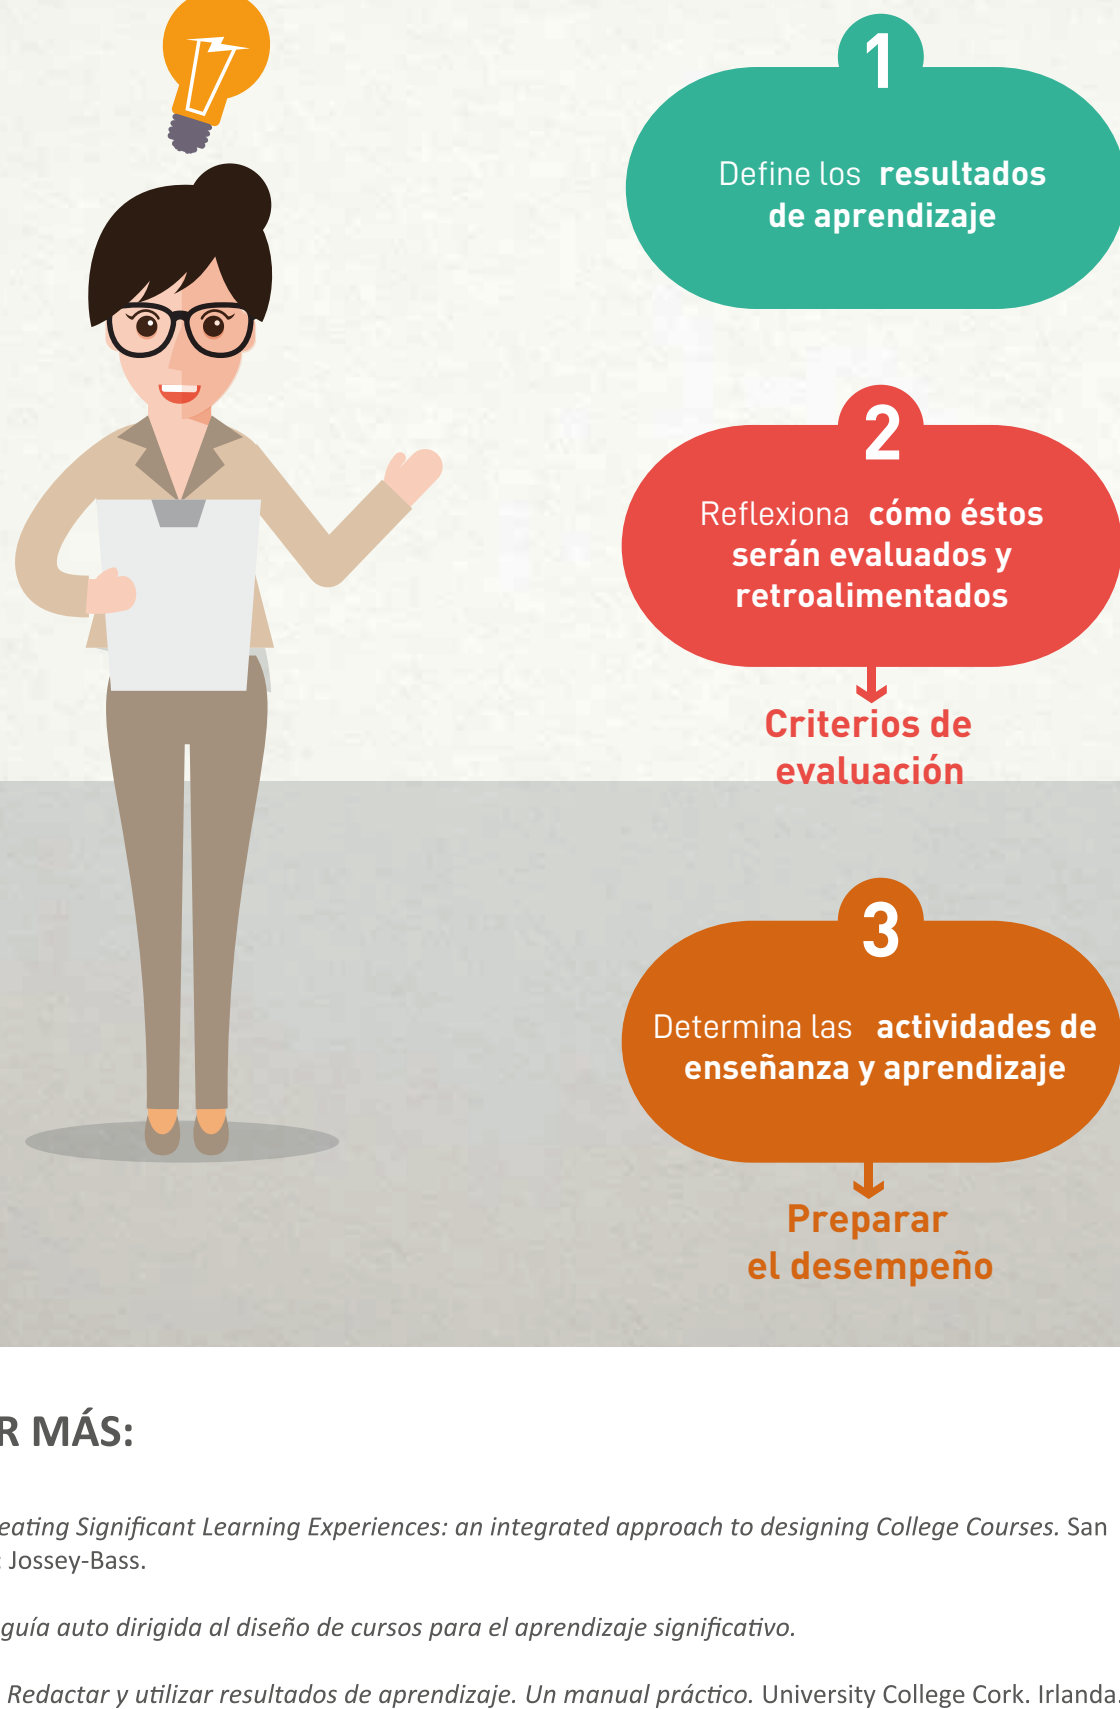 1
Define los resultados
de aprendizaje
2
Reflexiona cómo éstos
serán evaluados y
retroalimentados
Criterios de
evaluación
3
Determina las actividades de
enseñanza y aprendizaje
Preparar
el desempeño
R MÁS:
eating Significant Learning Experiences: an integrated approach to designing College Courses. San
: Jossey-Bass.
guía auto dirigida al diseño de cursos para el aprendizaje significativo.
Redactar y utilizar resultados de aprendizaje. Un manual práctico. University College Cork. Irlanda.